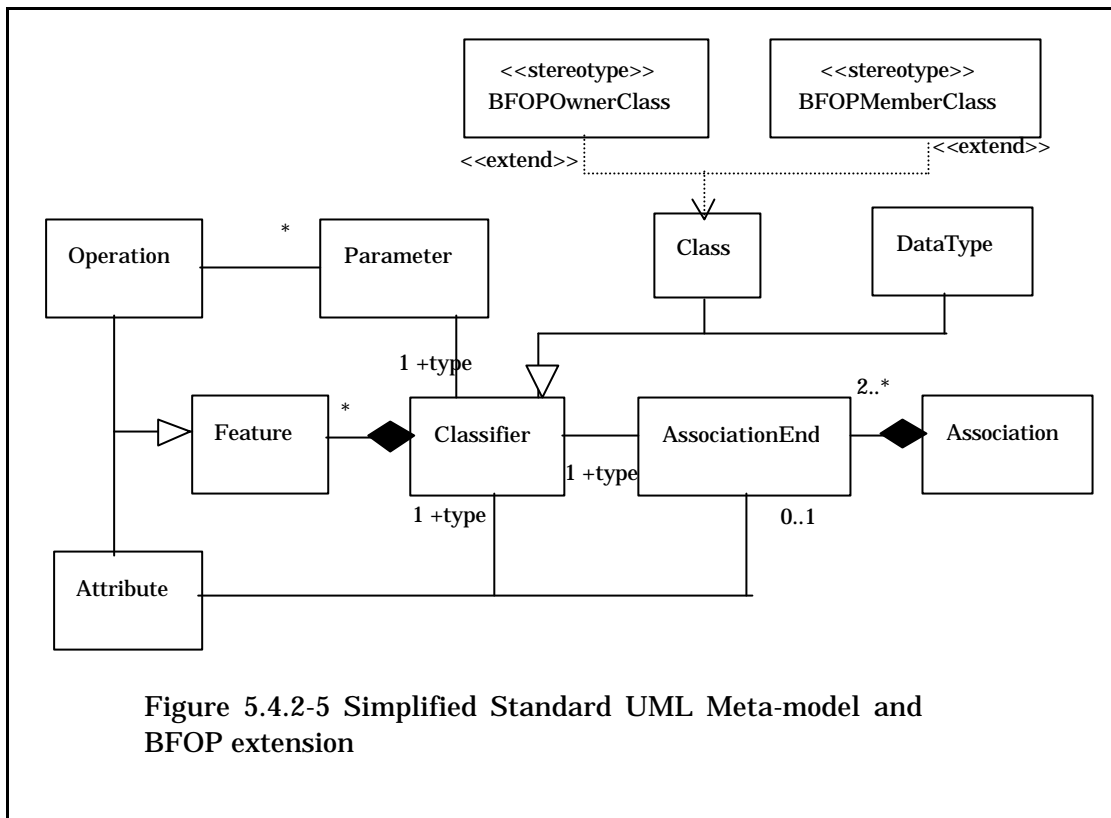 <<stereotype>>
BFOPOwnerClass
<<stereotype>>
BFOPMemberClass
<<extend>>
<<extend>>
Operation
*
Parameter
Class
DataType
1 +type
2..*
Feature
*
Classifier
AssociationEnd
Association
1 +type
1 +type
0..1
Attribute
Figure 5.4.2-5 Simplified Standard UML Meta-model and
BFOP extension